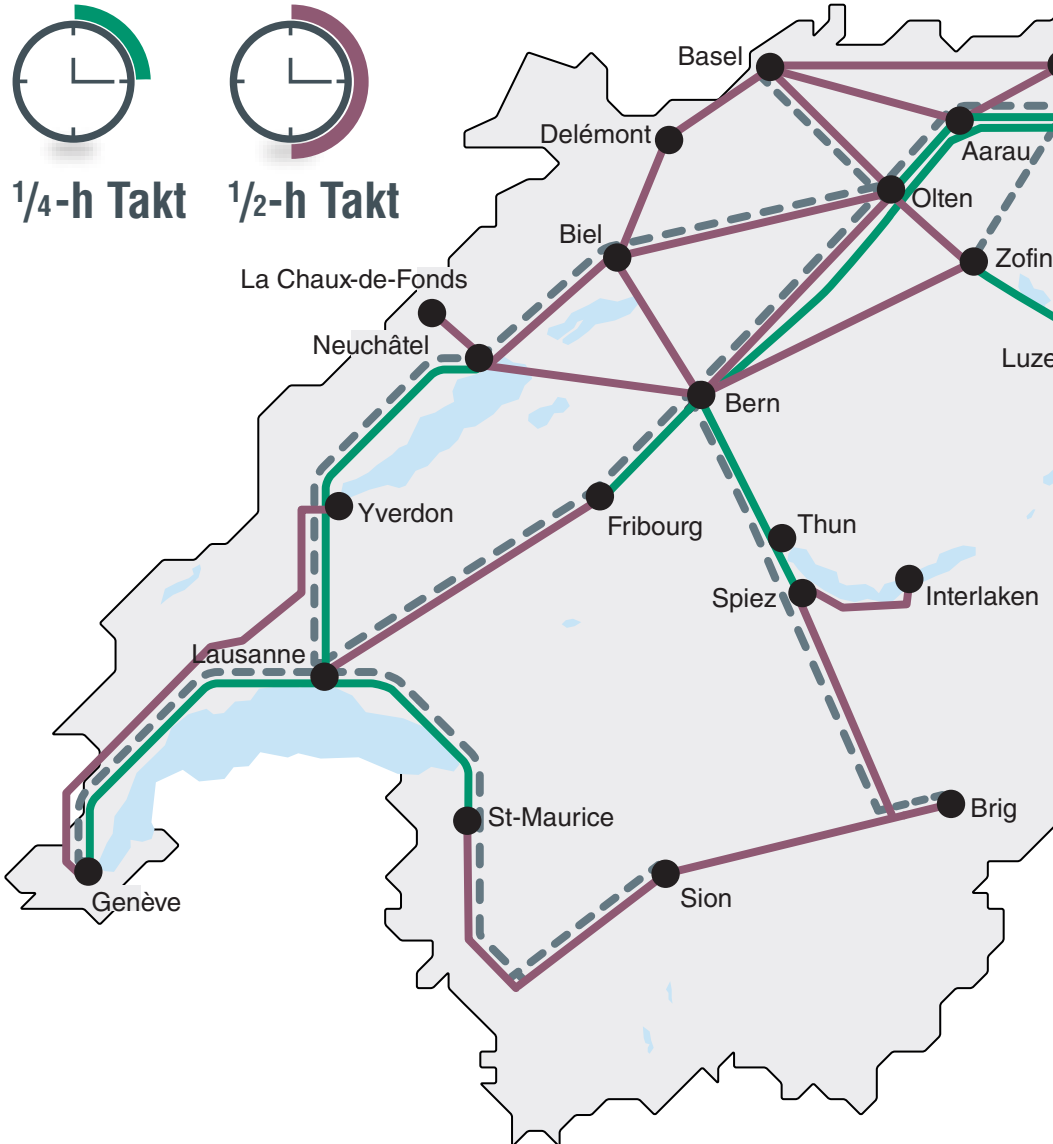 1/4-h Takt
1/2-h Takt
Basel
Delémont
Aarau
Olten
Biel
Zofin
La Chaux-de-Fonds
Neuchâtel
Luze
Bern
Yverdon
Fribourg
Thun
Spiez
Interlaken
Lausanne
St-Maurice
Brig
Sion
Genève